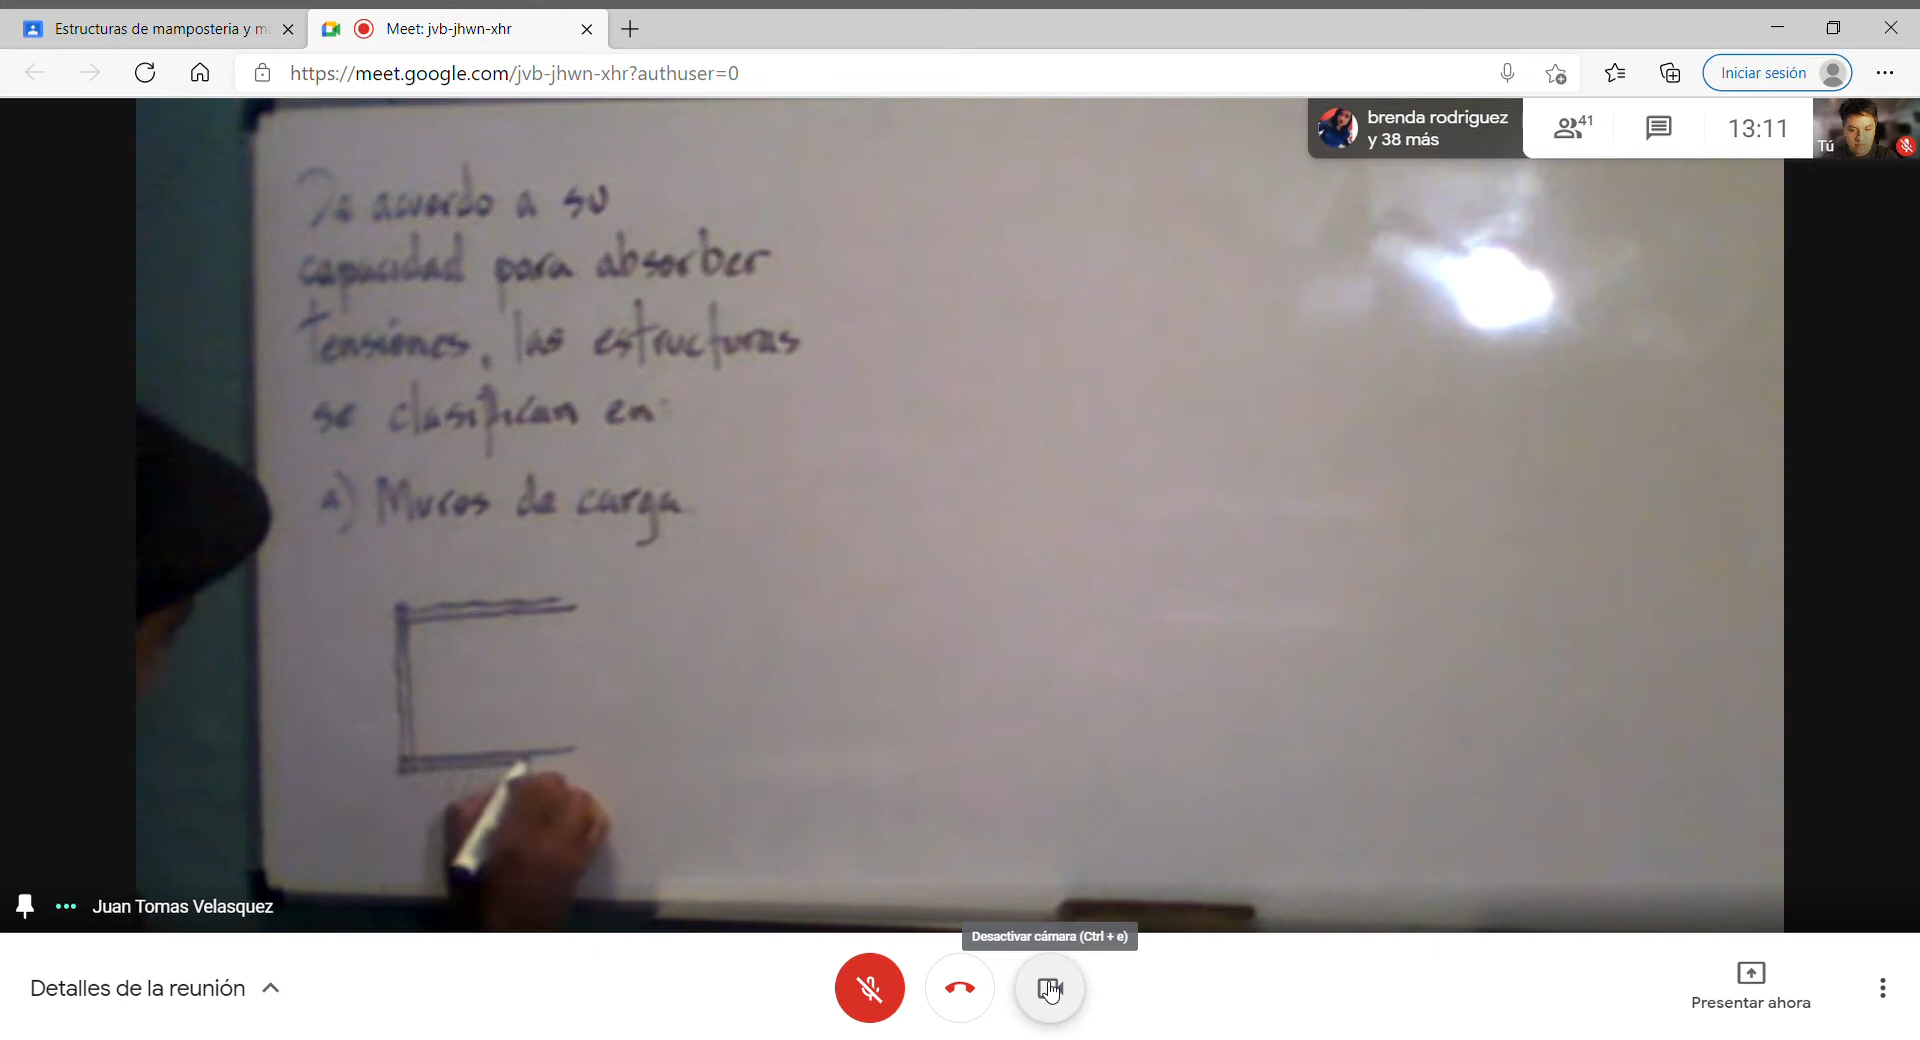 Estructuras de mamposteria y ma
Meet: jvb-jhwn-xhr
https://meet.google.com/jvb-jhwn-xhr?authuser=0
Iniciar sesión
brenda rodriguez
y 38 más
41
13:11
Tú
De acuerdo a su
capacidad para absorber
tensiónes, las estructuras
se clasifican en:
a) Muros de carga
Juan Tomas Velasquez
Desactivar cámara (Ctrl + e)
Detalles de la reunión
Presentar ahora